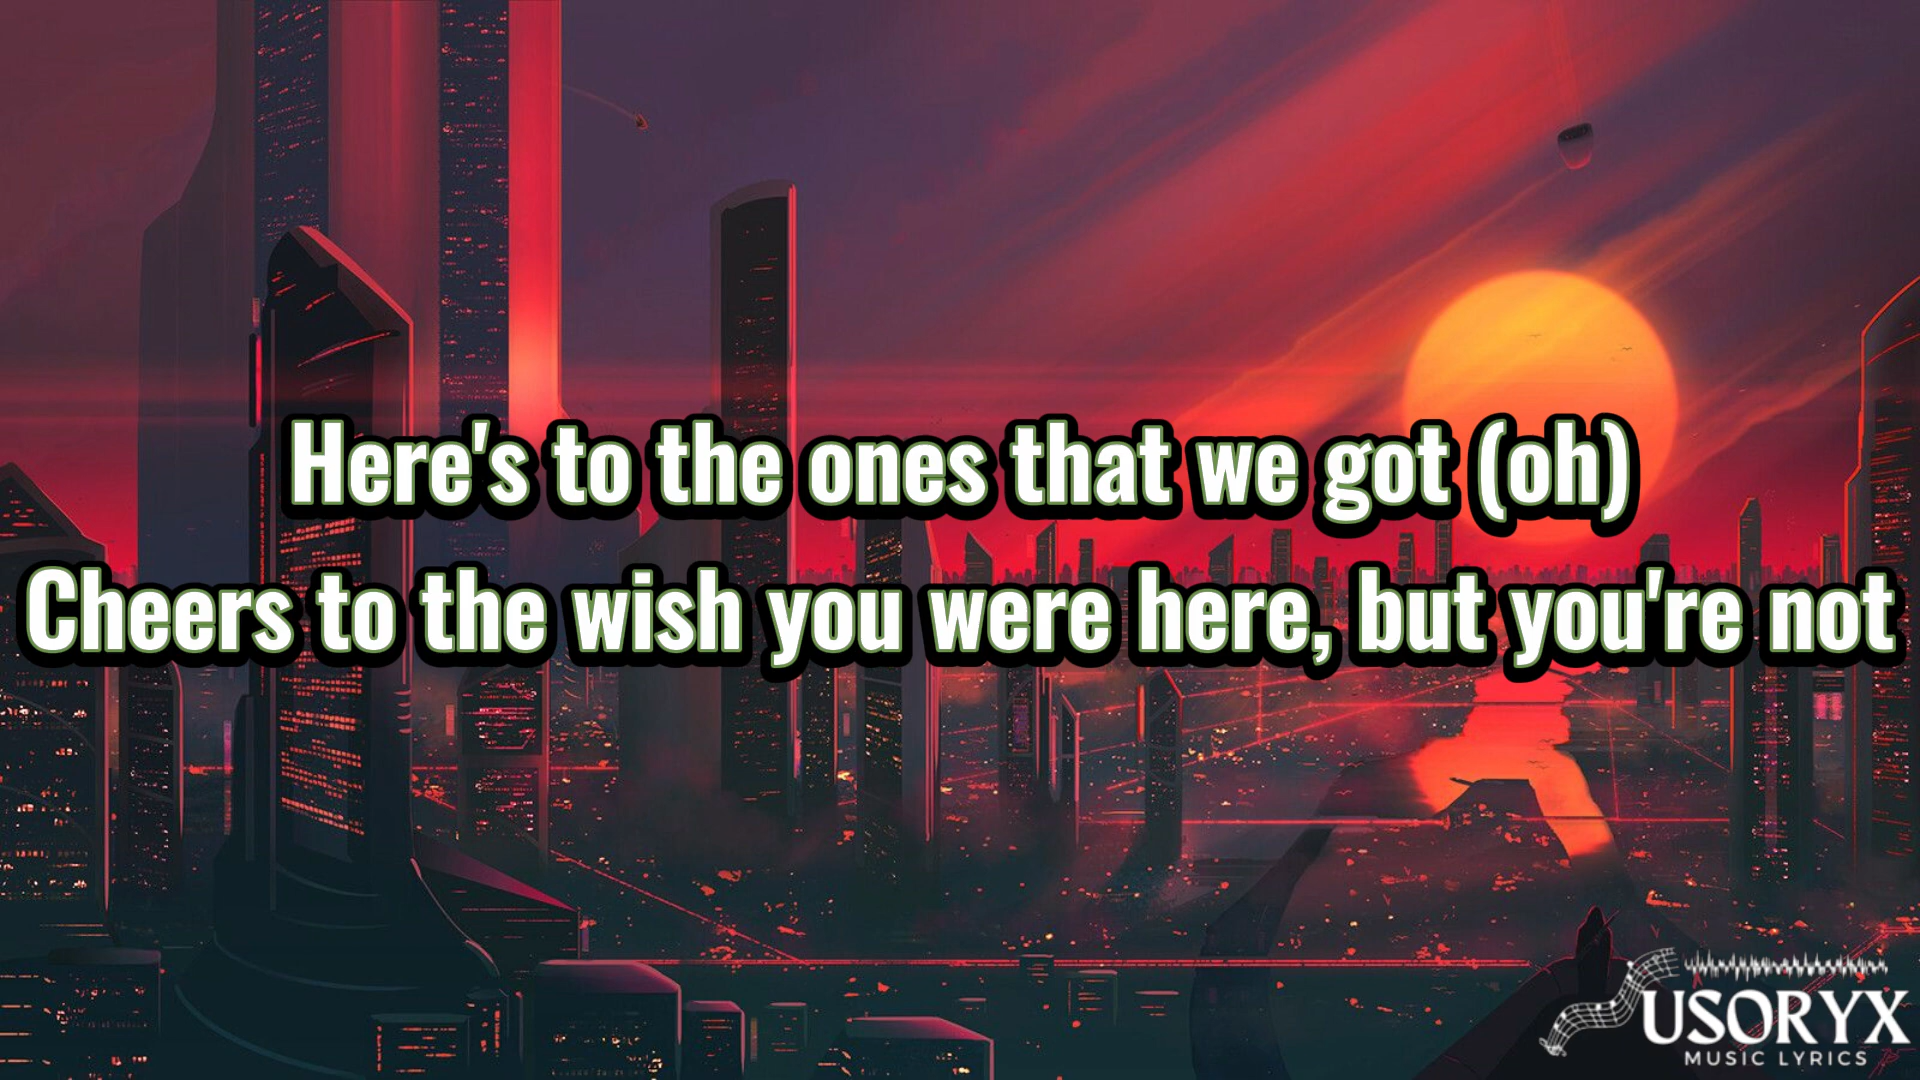 Here's to the ones that we got (oh)
Cheers to the wish you were here, but you're not
USORYX
MUSIC LYRICS